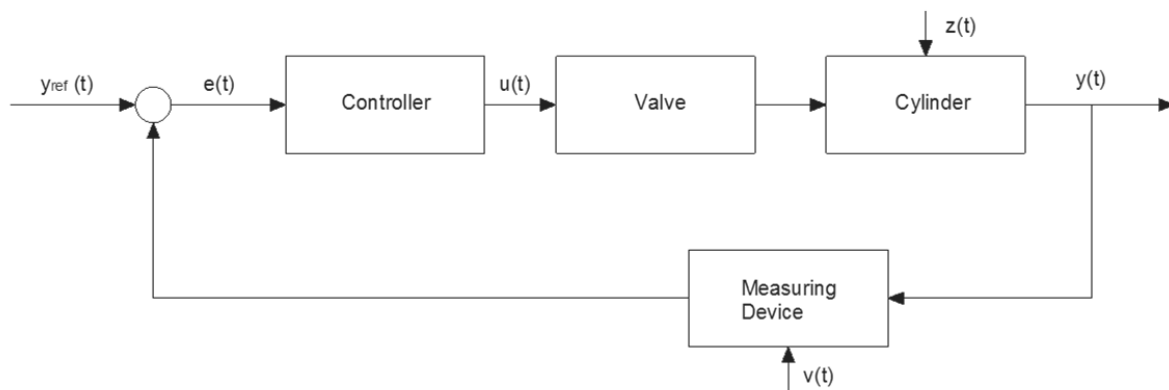 z(t)
yref (t)
e(t)
Controller
u(t)
Valve
Cylinder
y(t)
Measuring
Device
v(t)